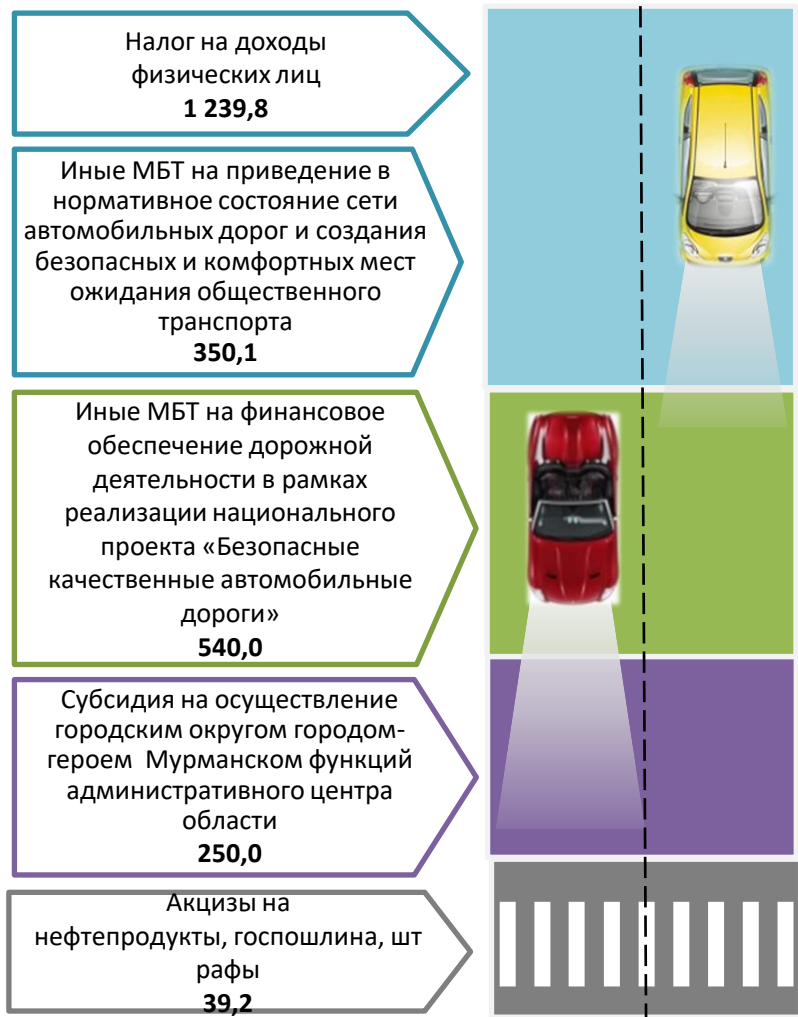 Налог на доходы
физических лиц
1 239,8
Иные МБТ на приведение в
нормативное состояние сети
автомобильных дорог и создания
безопасных и комфортных мест
ожидания общественного
транспорта
350,1
Иные МБТ на финансовое
обеспечение дорожной
деятельности в рамках
реализации национального
проекта «Безопасные
качественные автомобильные
дороги»
540,0
Субсидия на осуществление
городским округом городом-
героем Мурманском функций
административного центра
области
250,0
Акцизы на
нефтепродукты, госпошлина, шт
рафы
39,2